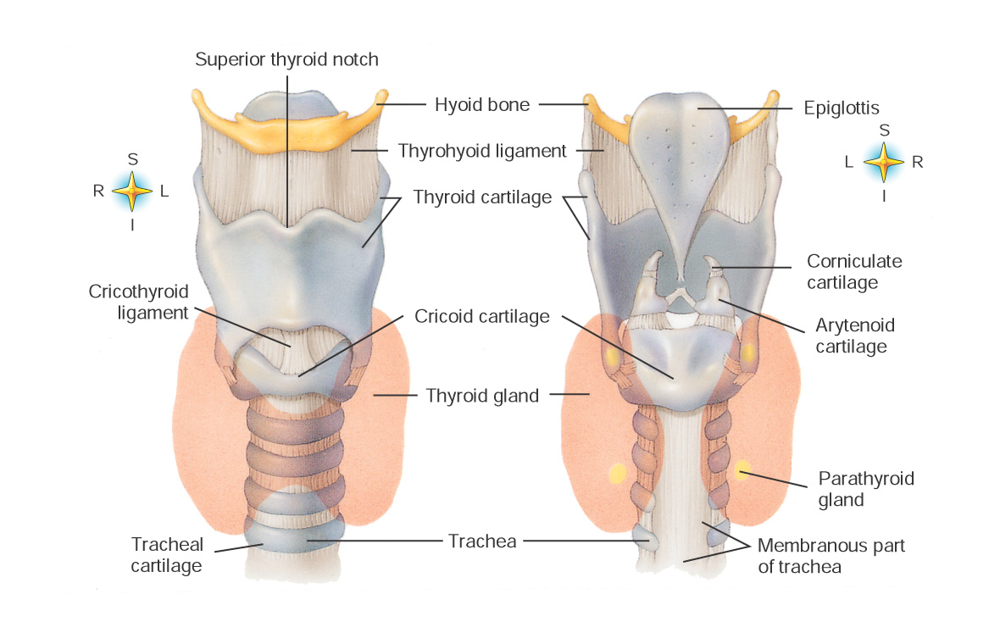 Superior thyroid notch
Hyoid bone
Epiglottis
Thyrohyoid ligament
S
R
L
I
S
L
R
I
Thyroid cartilage
Corniculate
cartilage
Cricothyroid
ligament
Cricoid cartilage
Arytenoid
cartilage
Thyroid gland
Parathyroid
gland
Tracheal
cartilage
Trachea
Membranous part
of trachea